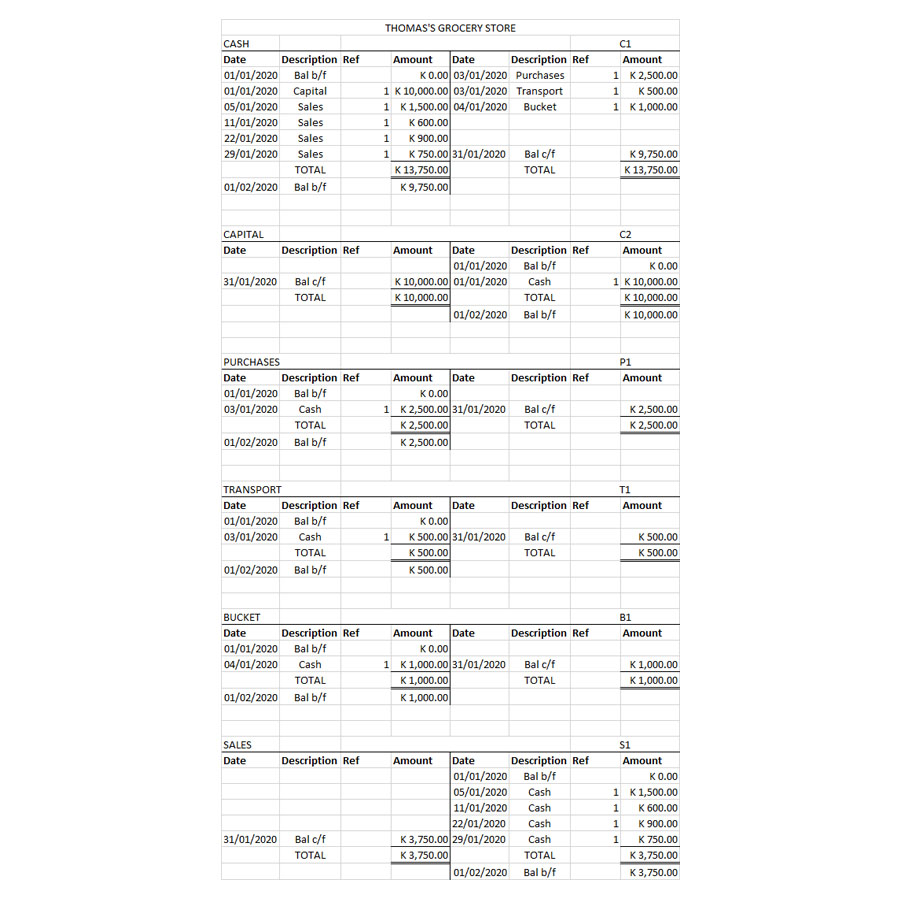 THOMAS'S GROCERY STORE
CASH C1
Date Description Ref Amount Date Description Ref Amount
01/01/2020 Bal b/f K 0.00 03/01/2020 Purchases 1 K 2,500.00
01/01/2020 Capital 1 K 10,000.00 03/01/2020 Transport 1 K 500.00
05/01/2020 Sales 1 K 1,500.00 04/01/2020 Bucket 1 K 1,000.00
11/01/2020 Sales 1 K 600.00
22/01/2020 Sales 1 K 900.00
29/01/2020 Sales 1 K 750.00 31/01/2020 Bal c/f K 9,750.00
TOTAL K 13,750.00 TOTAL K 13,750.00
01/02/2020 Bal b/f K 9,750.00
CAPITAL C2
Date Description Ref Amount Date Description Ref Amount
01/01/2020 Bal b/f K 0.00
31/01/2020 Bal c/f K 10,000.00 01/01/2020 Cash 1 K 10,000.00
TOTAL K 10,000.00 TOTAL K 10,000.00
01/02/2020 Bal b/f K 10,000.00
PURCHASES P1
Date Description Ref Amount Date Description Ref Amount
01/01/2020 Bal b/f K 0.00
03/01/2020 Cash 1 K 2,500.00 31/01/2020 Bal c/f K 2,500.00
TOTAL K 2,500.00 TOTAL K 2,500.00
01/02/2020 Bal b/f K 2,500.00
TRANSPORT T1
Date Description Ref Amount Date Description Ref Amount
01/01/2020 Bal b/f K 0.00
03/01/2020 Cash 1 K 500.00 31/01/2020 Bal c/f K 500.00
TOTAL K 500.00 TOTAL K 500.00
01/02/2020 Bal b/f K 500.00
BUCKET B1
Date Description Ref Amount Date Description Ref Amount
01/01/2020 Bal b/f K 0.00
04/01/2020 Cash 1 K 1,000.00 31/01/2020 Bal c/f K 1,000.00
TOTAL K 1,000.00 TOTAL K 1,000.00
01/02/2020 Bal b/f K 1,000.00
SALES S1
Date Description Ref Amount Date Description Ref Amount
01/01/2020 Bal b/f K 0.00
05/01/2020 Cash 1 K 1,500.00
11/01/2020 Cash 1 K 600.00
22/01/2020 Cash 1 K 900.00
31/01/2020 Bal c/f K 3,750.00 29/01/2020 Cash 1 K 750.00
TOTAL K 3,750.00 TOTAL K 3,750.00
01/02/2020 Bal b/f K 3,750.00